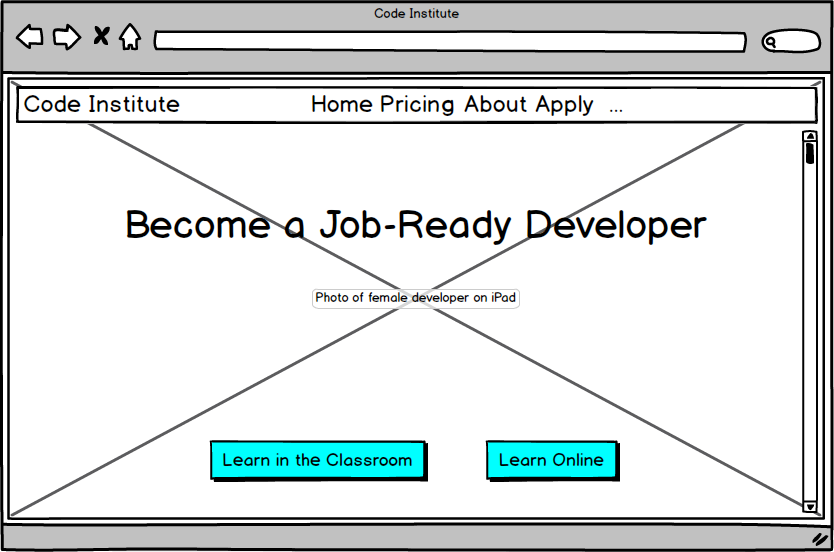 Code Institute
Code Institute Home Pricing About Apply ...
Become a Job-Ready Developer
Photo of female developer on iPad
Learn in the Classroom Learn Online